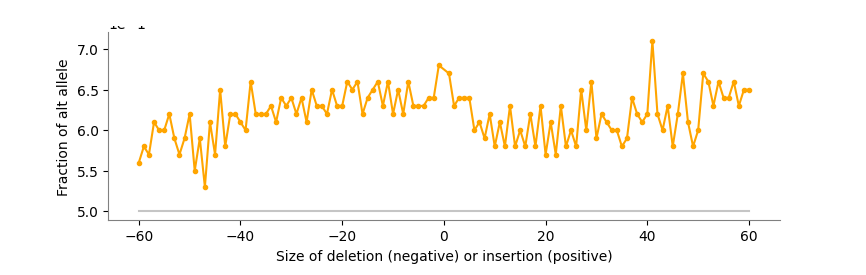 7.0
6.5
6.0
5.5
5.0
Fraction of alt allele
−60 −40 −20 0 20 40 60
Size of deletion (negative) or insertion (positive)